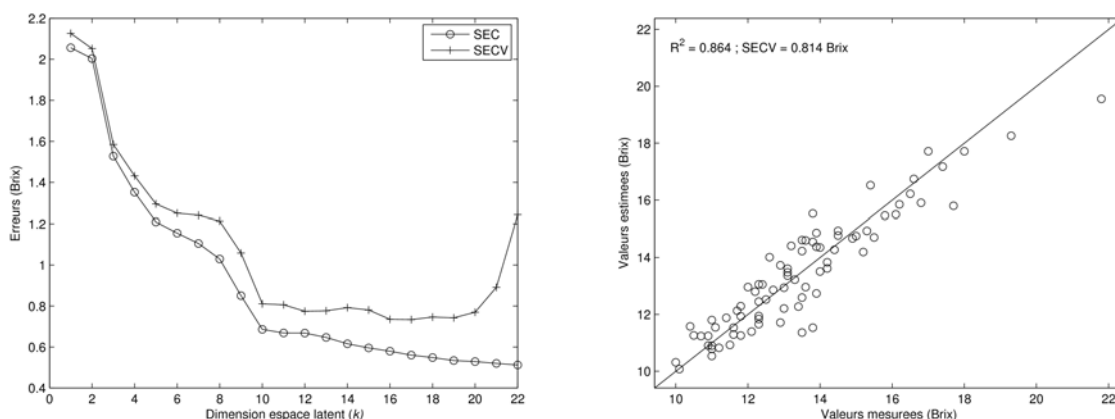 2.2
2
1.8
1.6
1.4
1.2
1
0.8
0.6
0.4
0 2 4 6 8 10 12 14 16 18 20 22
Erreurs (Brix)
Dimension espace latent (k)
SEC
SECV
R² = 0.864 ; SECV = 0.814 Brix
22
20
18
16
14
12
10
10 12 14 16 18 20 22
Valeurs estimees (Brix)
Valeurs mesurees (Brix)